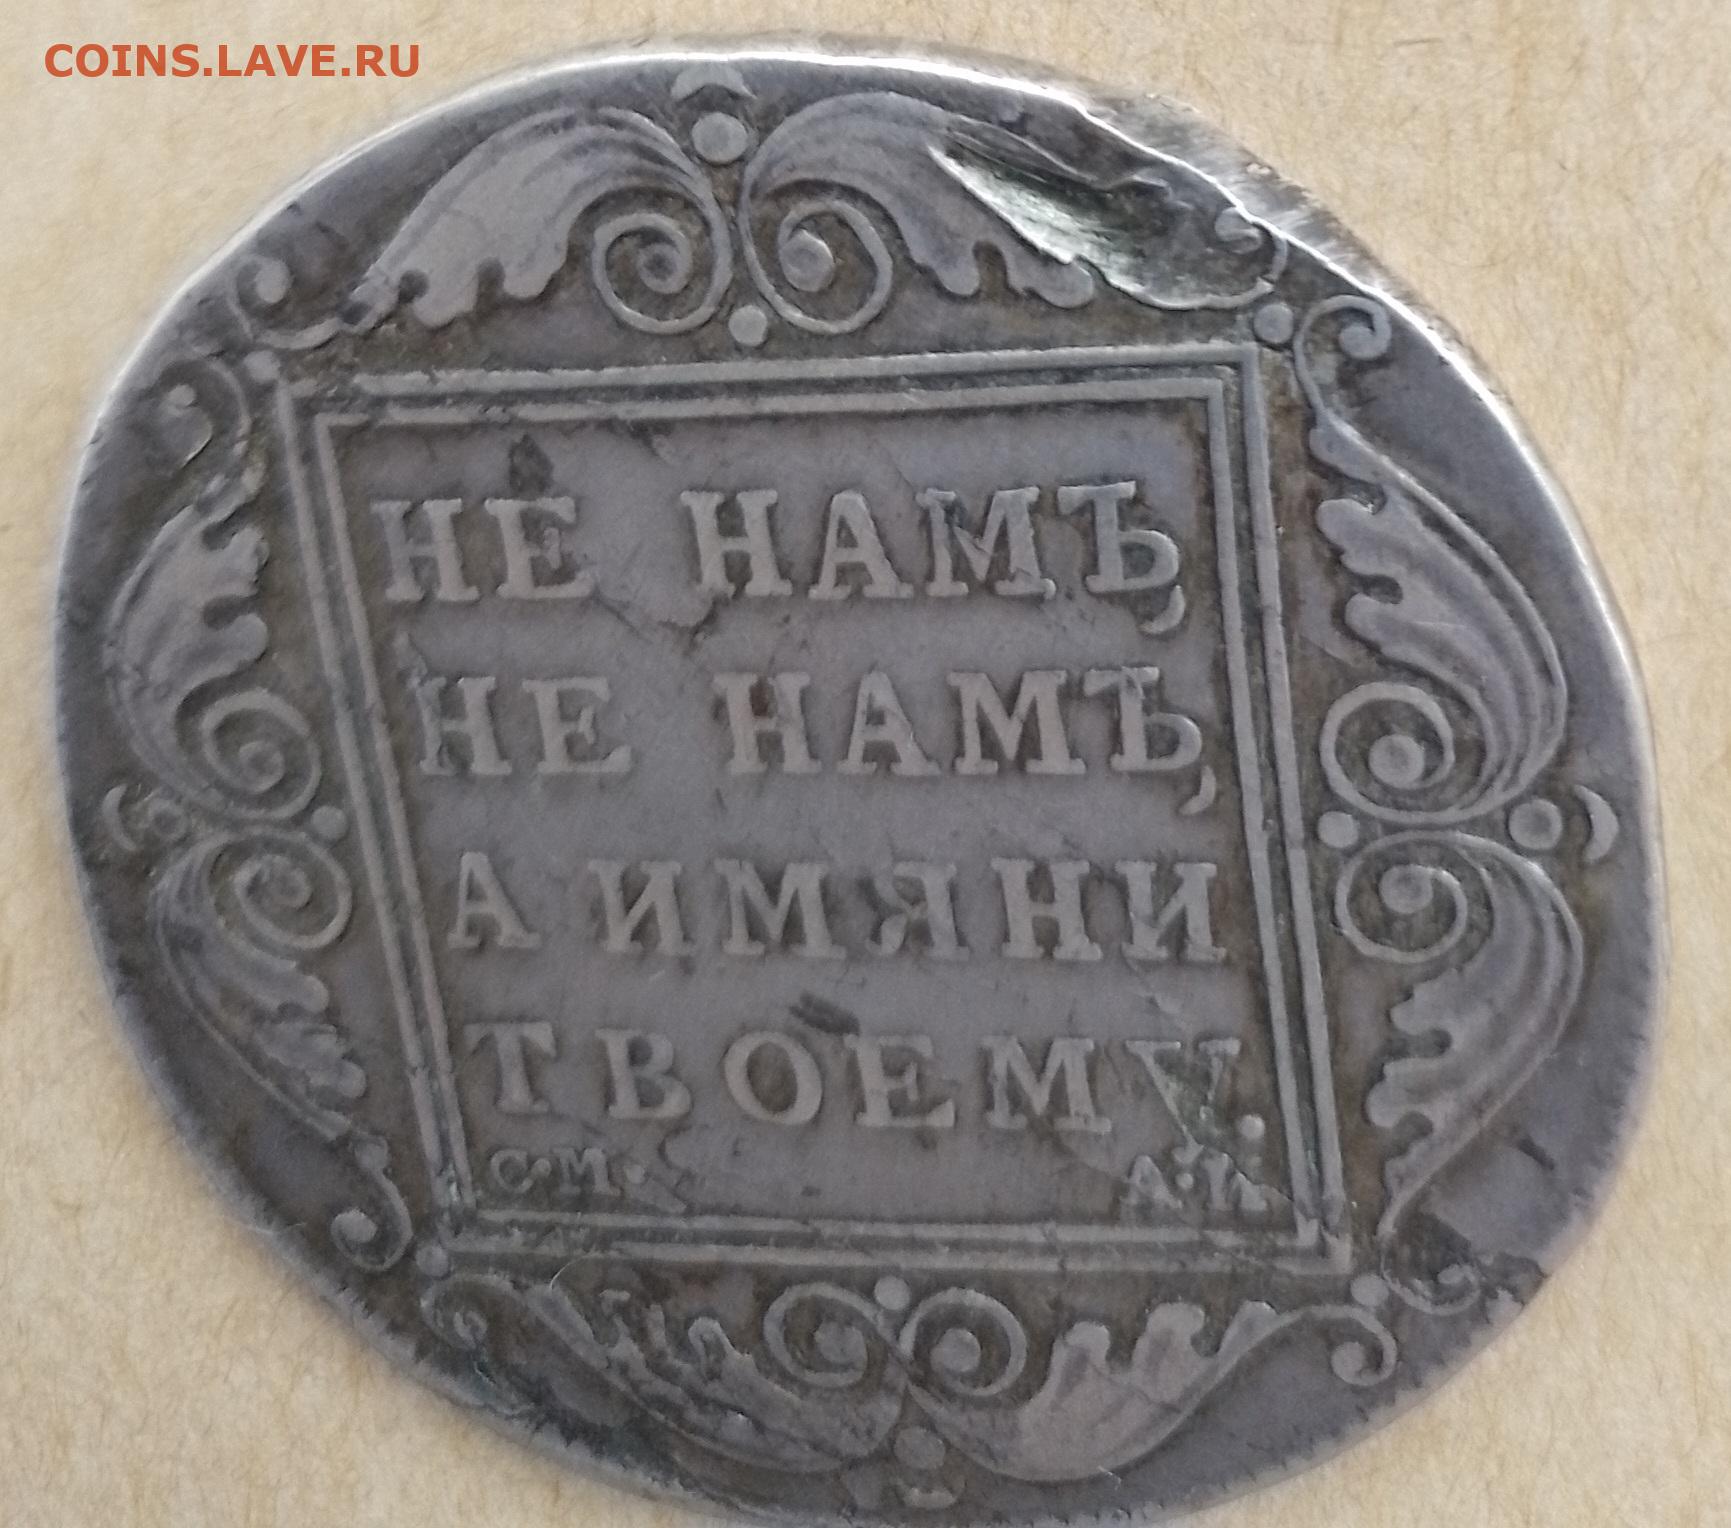 COINS.LAVE.RU
НЕ НАМЪ,
НЕ НАМЪ,
А ИМЯНИ
ТВОЕМУ.
С·М· А·И·